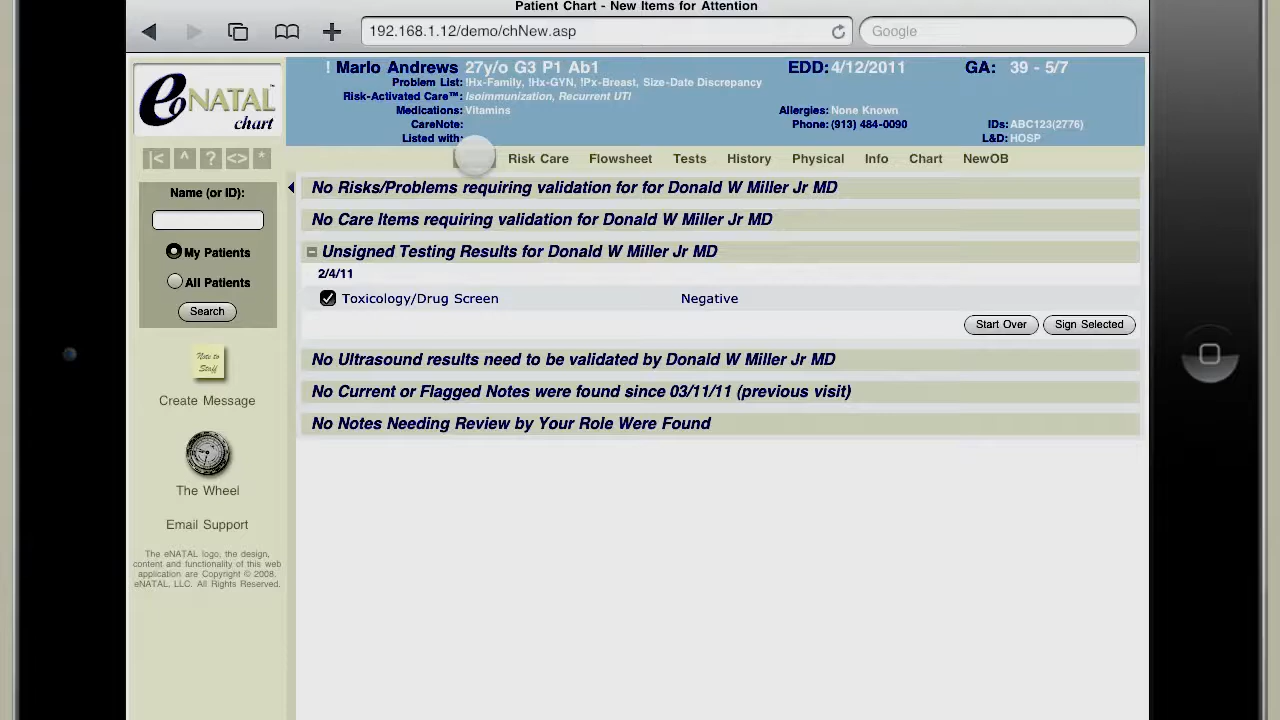 Patient Chart - New Items for Attention
192.168.1.12/demo/chNew.asp
Google
eNATAL™
chart
! Marlo Andrews 27y/o G3 P1 Ab1 EDD: 4/12/2011 GA: 39 - 5/7
Problem List: !Hx-Family, !Hx-GYN, !Px-Breast, Size-Date Discrepancy
Risk-Activated Care™: Isoimmunization, Recurrent UTI
Medications: Vitamins Allergies: None Known
CareNote: Phone: (913) 484-0090 IDs: ABC123(2776)
Listed with: L&D: HOSP
|< ^ ? <> *
Risk Care Flowsheet Tests History Physical Info Chart NewOB
Name (or ID):
My Patients
All Patients
Search
Note to
Staff
Create Message
The Wheel
Email Support
The eNATAL logo, the design,
content and functionality of this web
application are Copyright © 2008,
eNATAL, LLC. All Rights Reserved.
No Risks/Problems requiring validation for for Donald W Miller Jr MD
No Care Items requiring validation for Donald W Miller Jr MD
Unsigned Testing Results for Donald W Miller Jr MD
2/4/11
Toxicology/Drug Screen Negative
Start Over Sign Selected
No Ultrasound results need to be validated by Donald W Miller Jr MD
No Current or Flagged Notes were found since 03/11/11 (previous visit)
No Notes Needing Review by Your Role Were Found